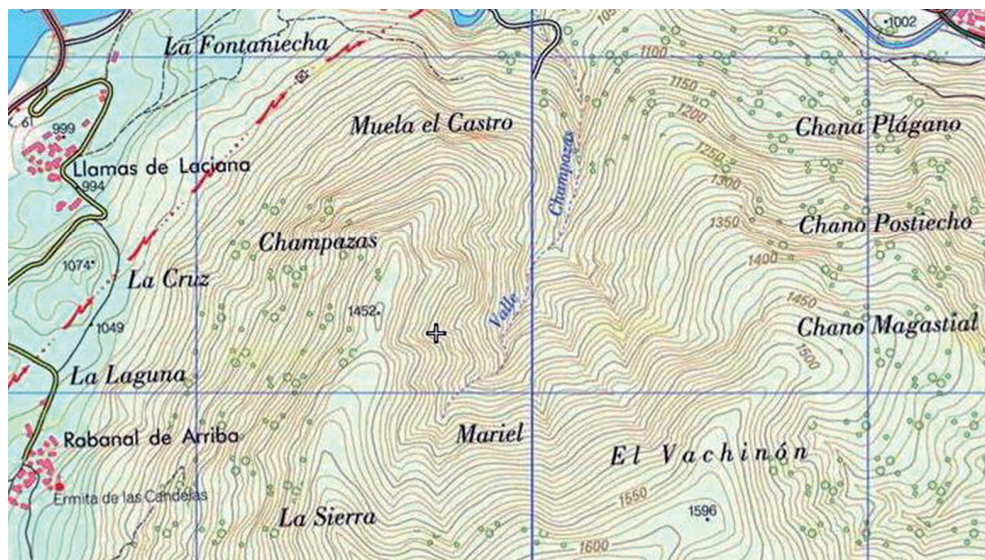 1002
La Fontaniecha
1100
1150
Muela el Castro
Chana Plágano
1200
999
61
1250
Llamas de Laciana
Champazas
994
1300
1350
Chano Postiecho
Champazas
1400
1074
La Cruz
1450
Valle
1452
1049
Chano Magastial
1500
La Laguna
Rabanal de Arriba
Mariel
El Vachinón
Ermita de las Candelas
1550
1596
La Sierra
1600